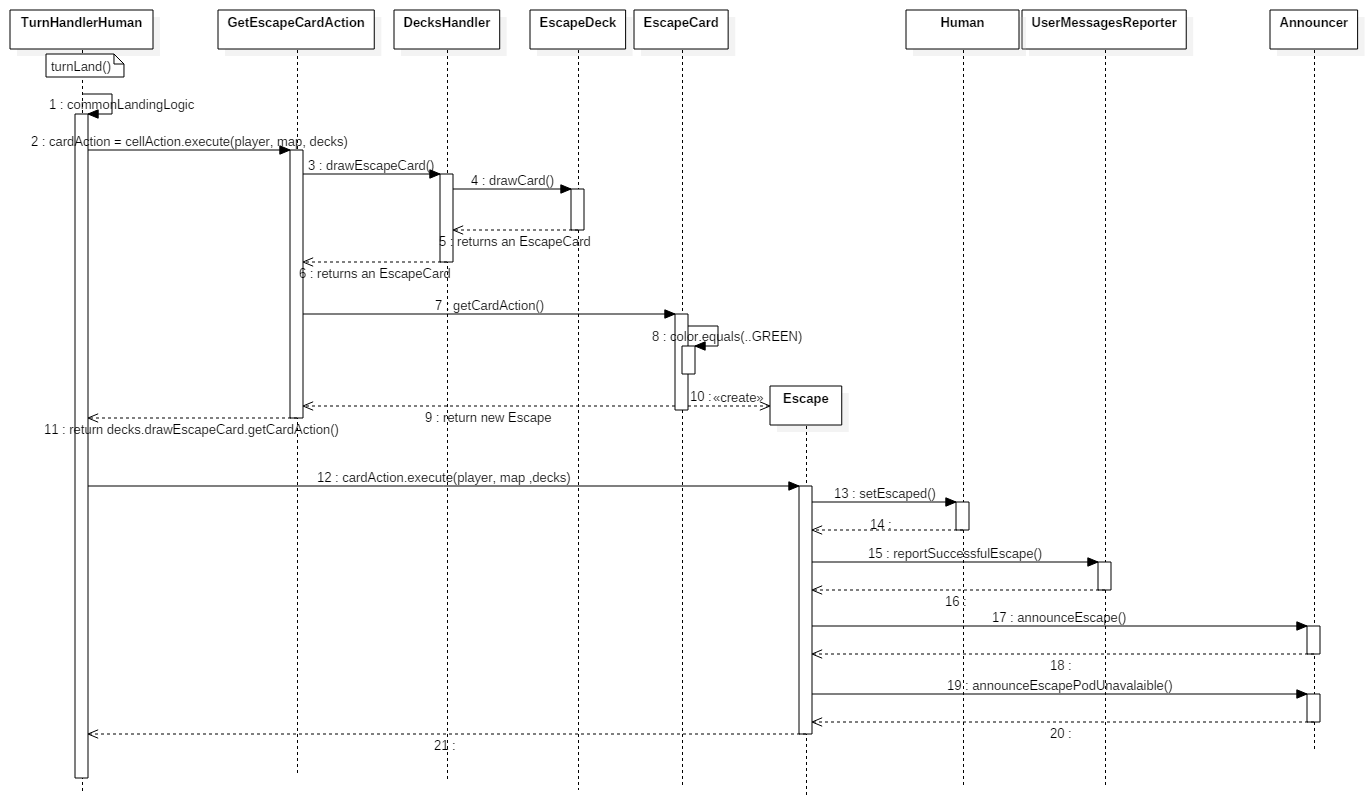 TurnHandlerHuman
GetEscapeCardAction
DecksHandler
EscapeDeck
EscapeCard
Human
UserMessagesReporter
Announcer
turnLand()
1 : commonLandingLogic
2 : cardAction = cellAction.execute(player, map, decks)
3 : drawEscapeCard()
4 : drawCard()
5 : returns an EscapeCard
6 : returns an EscapeCard
7 : getCardAction()
8 : color.equals(..GREEN)
10 : «create»
Escape
9 : return new Escape
11 : return decks.drawEscapeCard.getCardAction()
12 : cardAction.execute(player, map ,decks)
13 : setEscaped()
14 :
15 : reportSuccessfulEscape()
16 :
17 : announceEscape()
18 :
19 : announceEscapePodUnavalaible()
20 :
21 :